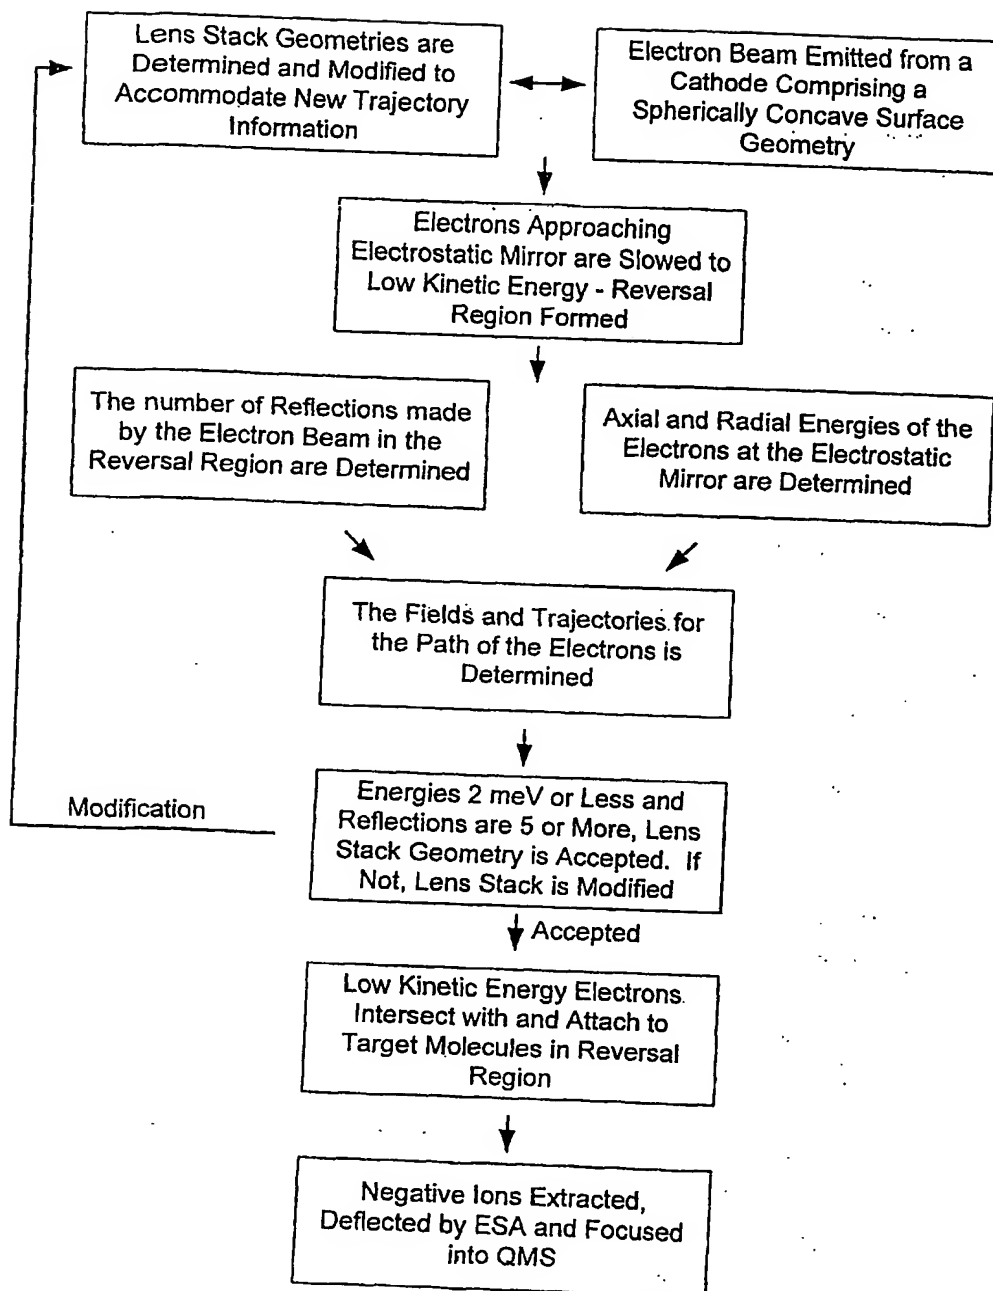 Lens Stack Geometries are
Determined and Modified to
Accommodate New Trajectory
Information
Electron Beam Emitted from a
Cathode Comprising a
Spherically Concave Surface
Geometry
Electrons Approaching
Electrostatic Mirror are Slowed to
Low Kinetic Energy - Reversal
Region Formed
The number of Reflections made
by the Electron Beam in the
Reversal Region are Determined
Axial and Radial Energies of the
Electrons at the Electrostatic
Mirror are Determined
The Fields and Trajectories for
the Path of the Electrons is
Determined
Energies 2 meV or Less and
Reflections are 5 or More, Lens
Stack Geometry is Accepted. If
Not, Lens Stack is Modified
Modification
Accepted
Low Kinetic Energy Electrons
Intersect with and Attach to
Target Molecules in Reversal
Region
Negative Ions Extracted,
Deflected by ESA and Focused
into QMS